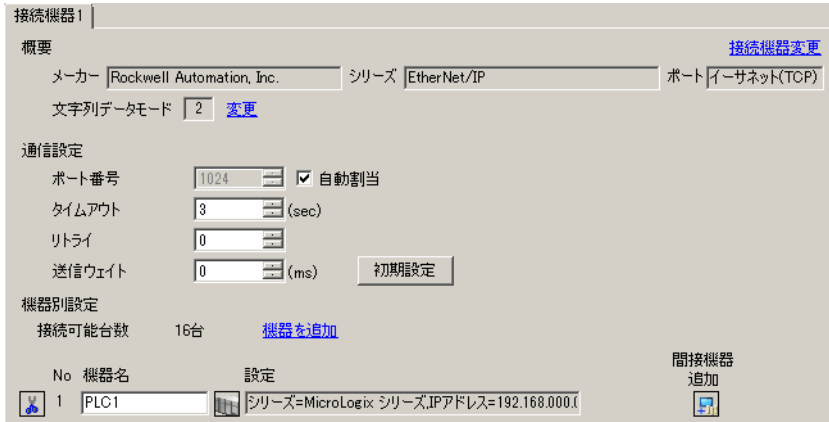 接続機器1
概要 接続機器変更
メーカー Rockwell Automation, Inc. シリーズ EtherNet/IP ポート イーサネット(TCP)
文字列データモード 2 変更
通信設定
ポート番号 1024 自動割当
タイムアウト 3 (sec)
リトライ 0
送信ウェイト 0 (ms) 初期設定
機器別設定
接続可能台数 16台 機器を追加
間接機器
No 機器名 設定 追加
1 PLC1 シリーズ=MicroLogix シリーズ,IPアドレス=192.168.000.(